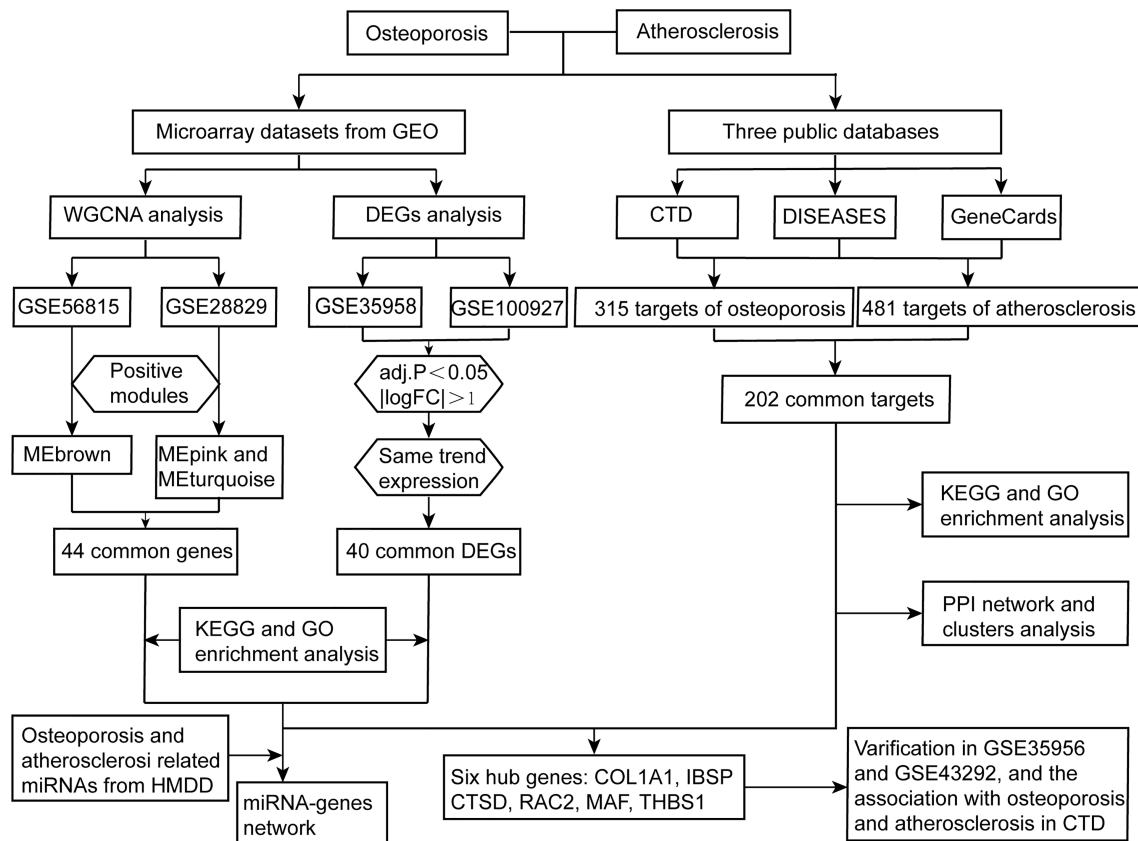 Osteoporosis
Atherosclerosis
Microarray datasets from GEO
Three public databases
WGCNA analysis
DEGs analysis
CTD
DISEASES
GeneCards
GSE56815
GSE28829
GSE35958
GSE100927
315 targets of osteoporosis
481 targets of atherosclerosis
Positive
modules
adj.P<0.05
|logFC|>1
202 common targets
MEbrown
MEpink and
MEturquoise
Same trend
expression
KEGG and GO
enrichment analysis
44 common genes
40 common DEGs
PPI network and
clusters analysis
KEGG and GO
enrichment analysis
Osteoporosis and
atherosclerosi related
miRNAs from HMDD
miRNA-genes
network
Six hub genes: COL1A1, IBSP
CTSD, RAC2, MAF, THBS1
Varification in GSE35956
and GSE43292, and the
association with osteoporosis
and atherosclerosis in CTD